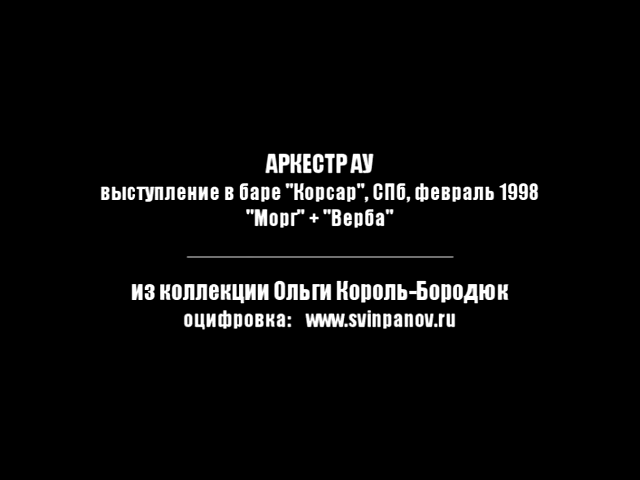 АРКЕСТР АУ
выступление в баре "Корсар", СПб, февраль 1998
"Морг" + "Верба"
из коллекции Ольги Король-Бородюк
оцифровка: www.svinpanov.ru